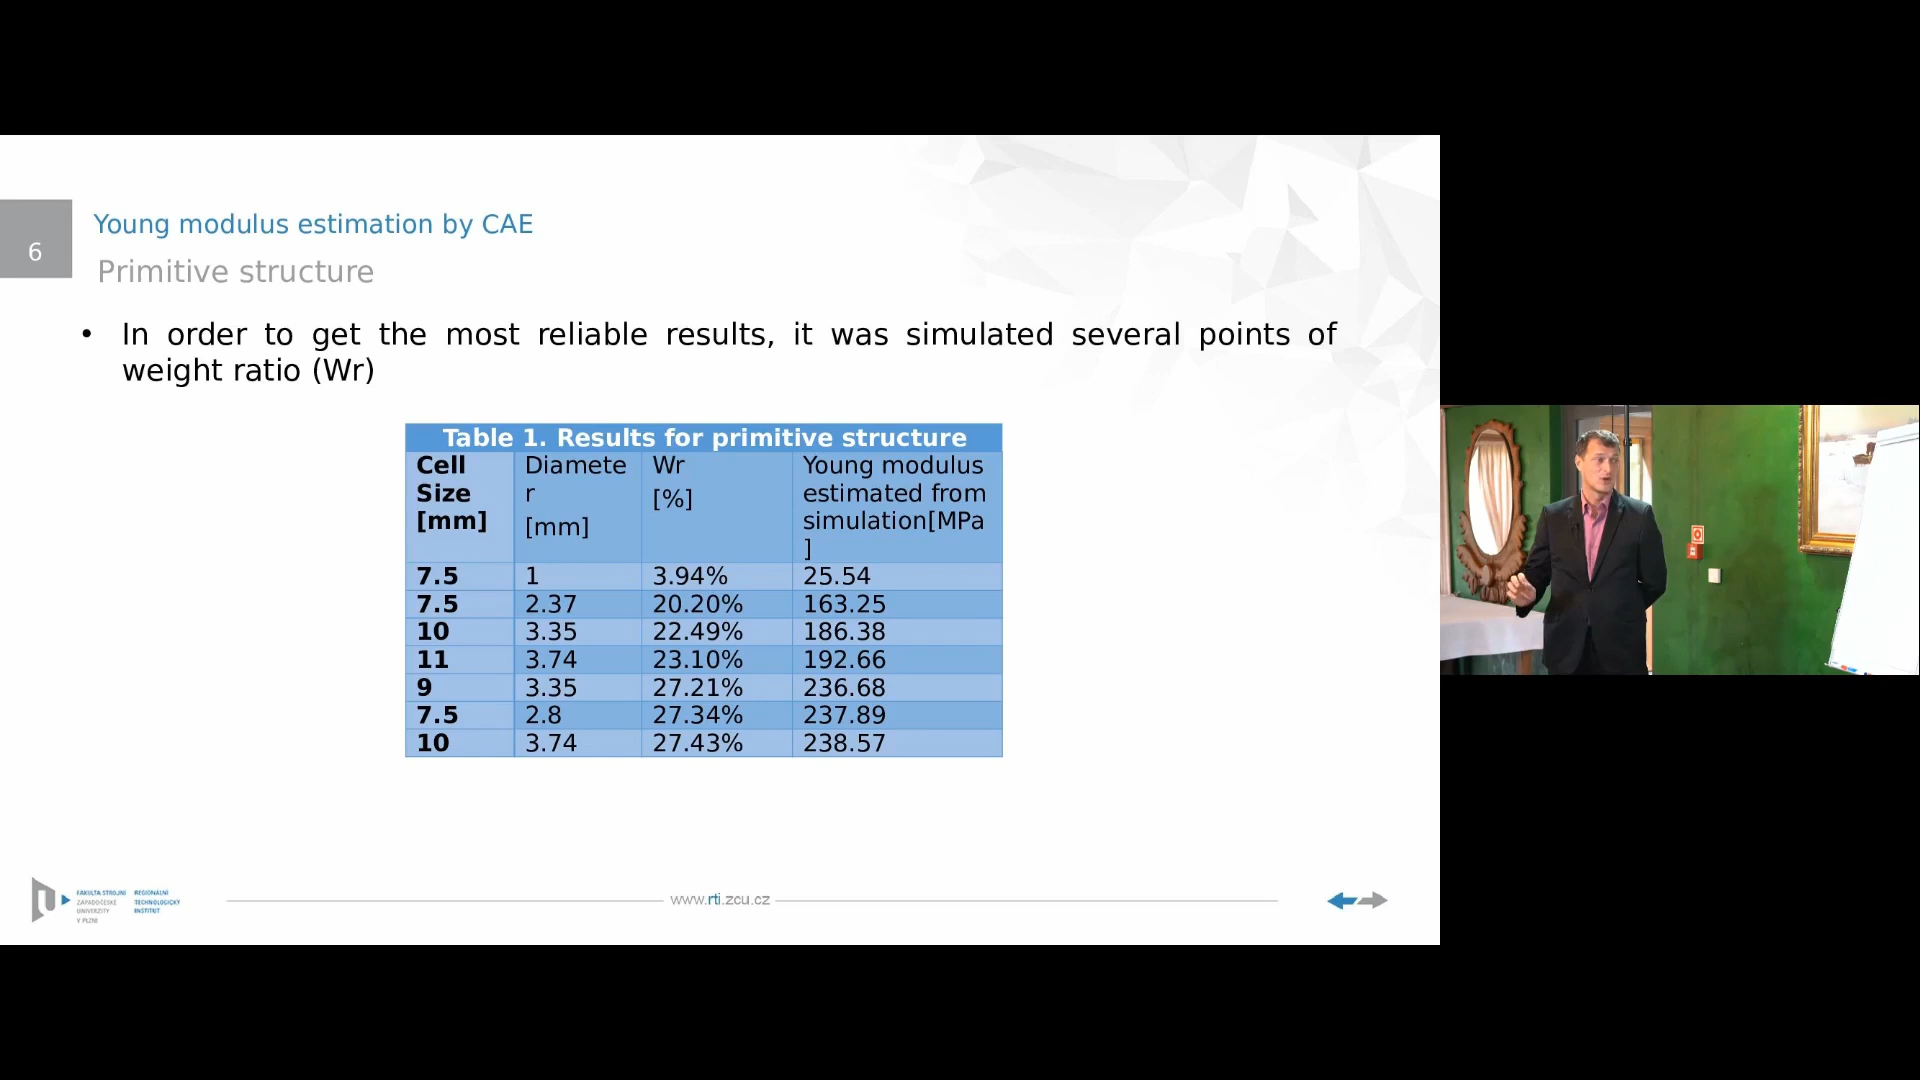 6
Young modulus estimation by CAE
Primitive structure
• In order to get the most reliable results, it was simulated several points of
weight ratio (Wr)
Table 1. Results for primitive structure
Cell Size [mm] Diameter [mm] Wr [%] Young modulus estimated from simulation[MPa]
7.5 1 3.94% 25.54
7.5 2.37 20.20% 163.25
10 3.35 22.49% 186.38
11 3.74 23.10% 192.66
9 3.35 27.21% 236.68
7.5 2.8 27.34% 237.89
10 3.74 27.43% 238.57
FAKULTA STROJNÍ REGIONÁLNÍ
ZÁPADOČESKÉ TECHNOLOGICKÝ
UNIVERZITY INSTITUT
V PLZNI
www.rti.zcu.cz